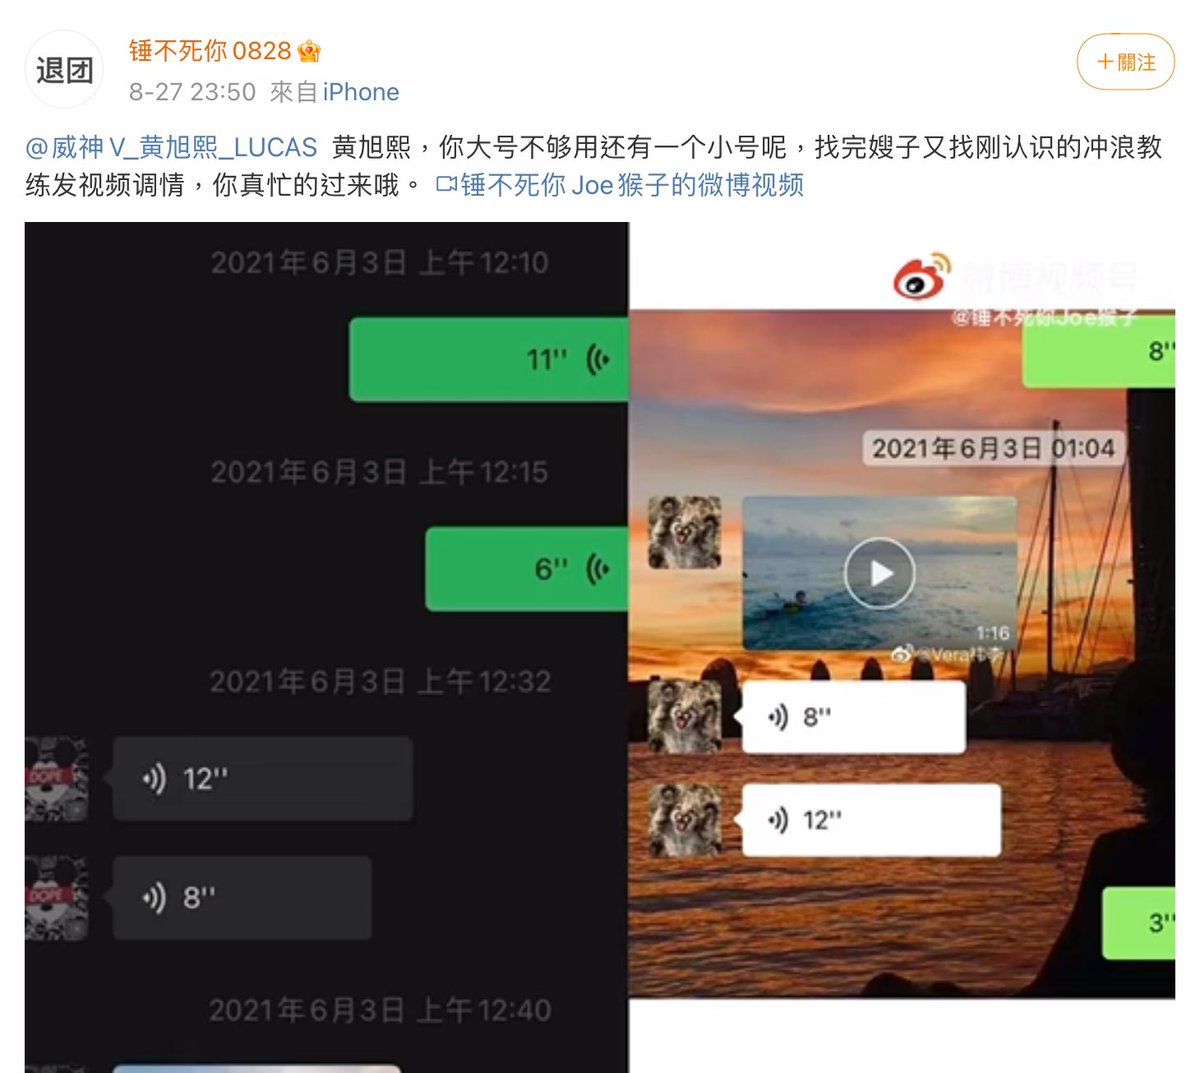 退团
锤不死你0828
8-27 23:50 來自 iPhone
＋關注
@威神V_黄旭熙_LUCAS 黄旭熙，你大号不够用还有一个小号呢，找完嫂子又找刚认识的冲浪教
练发视频调情，你真忙的过来哦。 锤不死你Joe猴子的微博视频
2021年6月3日 上午12:10
11''
2021年6月3日 上午12:15
6''
2021年6月3日 上午12:32
DOPE
12''
DOPE
8''
2021年6月3日 上午12:40
微博视频号
@锤不死你Joe猴子
8''
2021年6月3日 01:04
1:16
8''
12''
3''